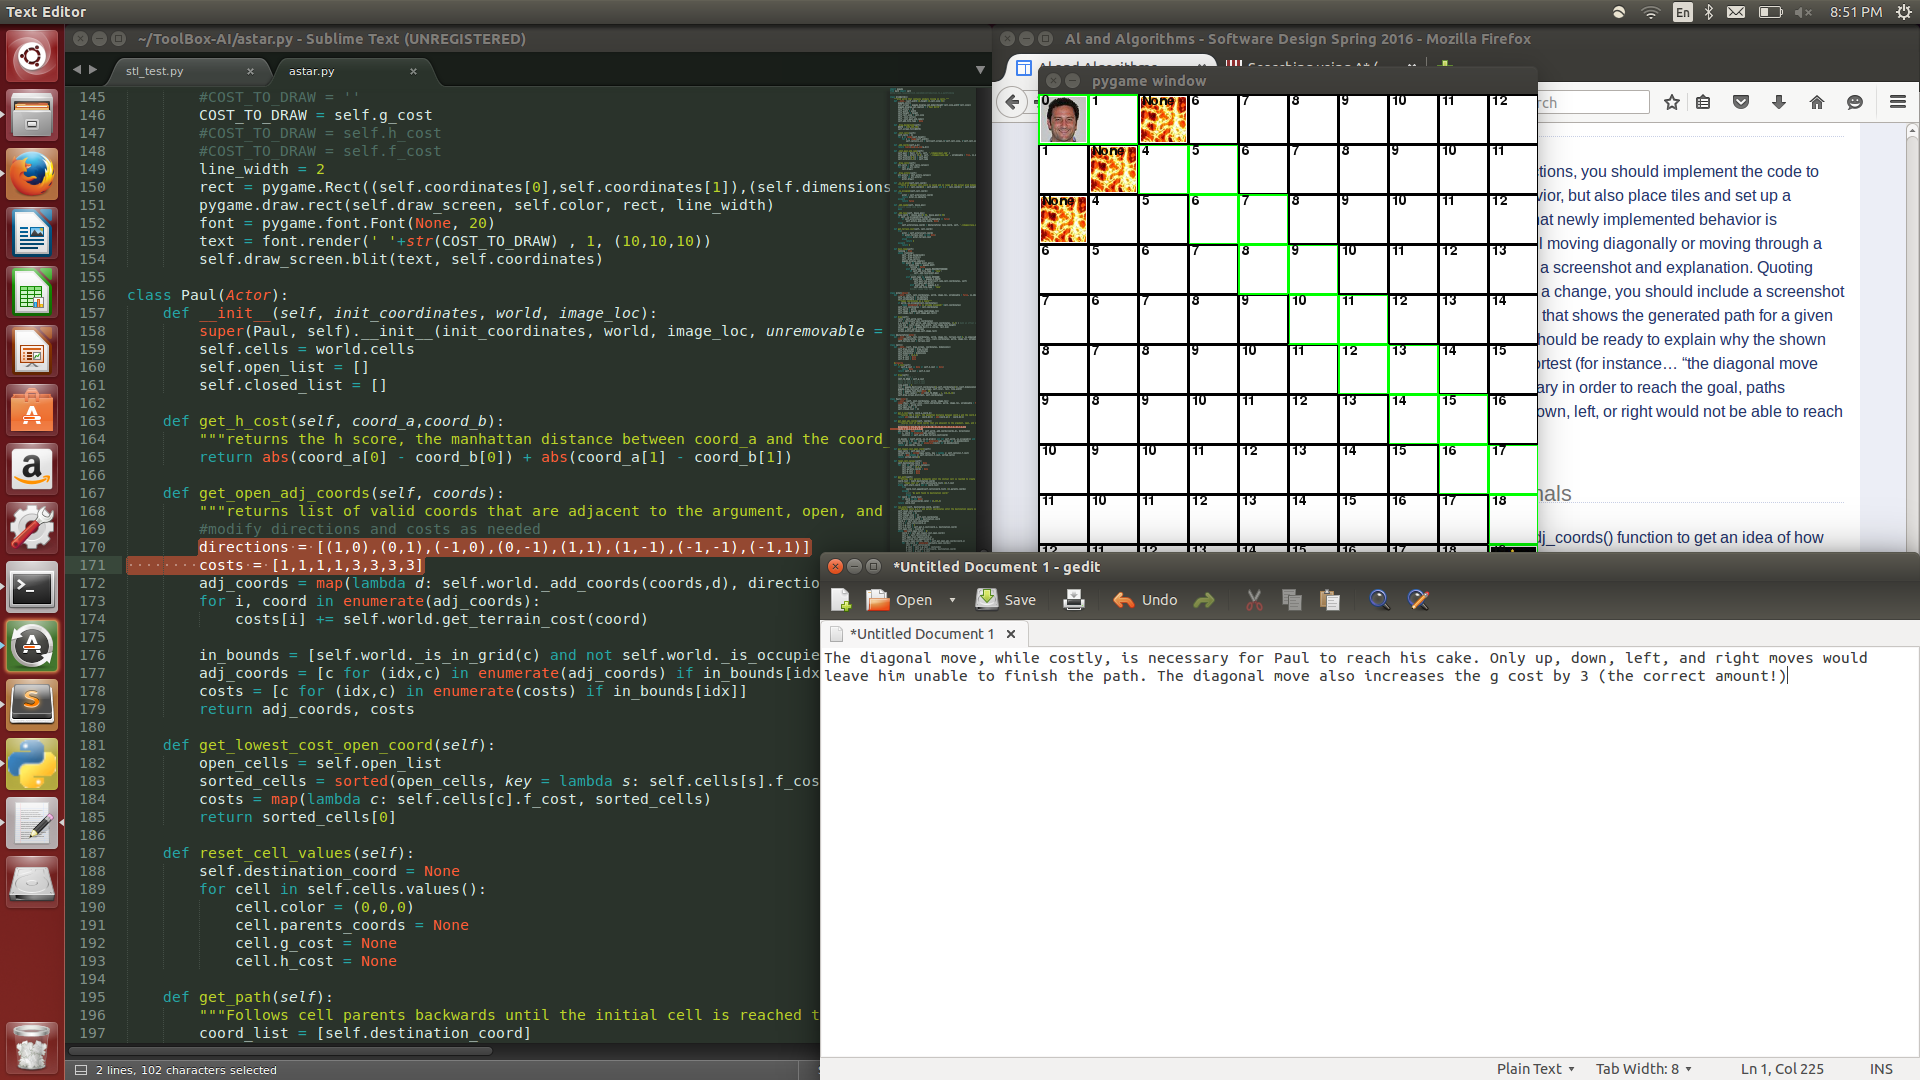 Text Editor
En
8:51 PM
~/ToolBox-AI/astar.py - Sublime Text (UNREGISTERED)
stl_test.py
astar.py
145 #COST_TO_DRAW = ''
146 COST_TO_DRAW = self.g_cost
147 #COST_TO_DRAW = self.h_cost
148 #COST_TO_DRAW = self.f_cost
149 line_width = 2
150 rect = pygame.Rect((self.coordinates[0],self.coordinates[1]),(self.dimensions
151 pygame.draw.rect(self.draw_screen, self.color, rect, line_width)
152 font = pygame.font.Font(None, 20)
153 text = font.render(' '+str(COST_TO_DRAW) , 1, (10,10,10))
154 self.draw_screen.blit(text, self.coordinates)
155
156 class Paul(Actor):
157 def __init__(self, init_coordinates, world, image_loc):
158 super(Paul, self).__init__(init_coordinates, world, image_loc, unremovable =
159 self.cells = world.cells
160 self.open_list = []
161 self.closed_list = []
162
163 def get_h_cost(self, coord_a,coord_b):
164 """returns the h score, the manhattan distance between coord_a and the coord_
165 return abs(coord_a[0] - coord_b[0]) + abs(coord_a[1] - coord_b[1])
166
167 def get_open_adj_coords(self, coords):
168 """returns list of valid coords that are adjacent to the argument, open, and
169 #modify directions and costs as needed
170 directions = [(1,0),(0,1),(-1,0),(0,-1),(1,1),(1,-1),(-1,-1),(-1,1)]
171 costs = [1,1,1,1,3,3,3,3]
172 adj_coords = map(lambda d: self.world._add_coords(coords,d), directio
173 for i, coord in enumerate(adj_coords):
174 costs[i] += self.world.get_terrain_cost(coord)
175
176 in_bounds = [self.world._is_in_grid(c) and not self.world._is_occupie
177 adj_coords = [c for (idx,c) in enumerate(adj_coords) if in_bounds[idx
178 costs = [c for (idx,c) in enumerate(costs) if in_bounds[idx]]
179 return adj_coords, costs
180
181 def get_lowest_cost_open_coord(self):
182 open_cells = self.open_list
183 sorted_cells = sorted(open_cells, key = lambda s: self.cells[s].f_cos
184 costs = map(lambda c: self.cells[c].f_cost, sorted_cells)
185 return sorted_cells[0]
186
187 def reset_cell_values(self):
188 self.destination_coord = None
189 for cell in self.cells.values():
190 cell.color = (0,0,0)
191 cell.parents_coords = None
192 cell.g_cost = None
193 cell.h_cost = None
194
195 def get_path(self):
196 """Follows cell parents backwards until the initial cell is reached t
197 coord_list = [self.destination_coord]
2 lines, 102 characters selected
AI and Algorithms - Software Design Spring 2016 - Mozilla Firefox
pygame window
0 1 None 6 7 8 9 10 11 12
1 None 4 5 6 7 8 9 10 11
None 4 5 6 7 8 9 10 11 12
6 5 6 7 8 9 10 11 12 13
7 6 7 8 9 10 11 12 13 14
8 7 8 9 10 11 12 13 14 15
9 8 9 10 11 12 13 14 15 16
10 9 10 11 12 13 14 15 16 17
11 10 11 12 13 14 15 16 17 18
rch
tions, you should implement the code to
vior, but also place tiles and set up a
hat newly implemented behavior is
l moving diagonally or moving through a
a screenshot and explanation. Quoting
a change, you should include a screenshot
that shows the generated path for a given
hould be ready to explain why the shown
ortest (for instance… “the diagonal move
ary in order to reach the goal, paths
own, left, or right would not be able to reach
nals
dj_coords() function to get an idea of how
*Untitled Document 1 - gedit
Open Save Undo
*Untitled Document 1
The diagonal move, while costly, is necessary for Paul to reach his cake. Only up, down, left, and right moves would
leave him unable to finish the path. The diagonal move also increases the g cost by 3 (the correct amount!)
Plain Text Tab Width: 8 Ln 1, Col 225 INS